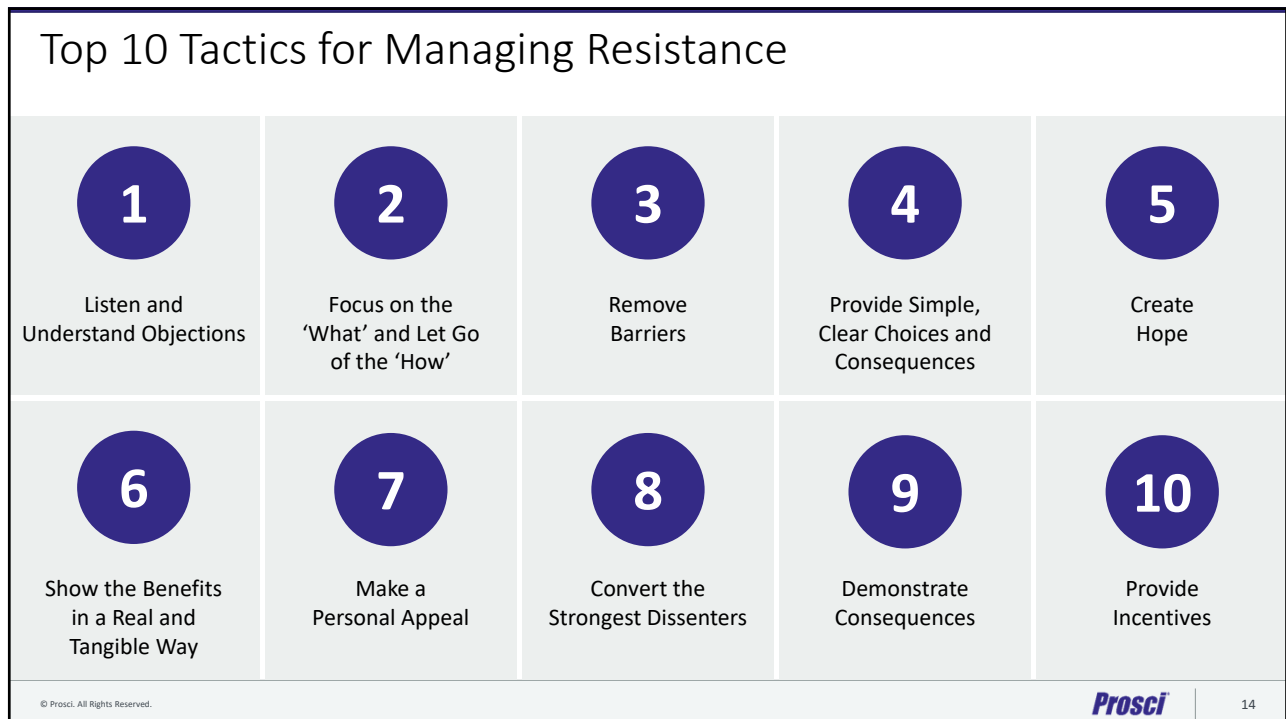 Top 10 Tactics for Managing Resistance
1
Listen and
Understand Objections
2
Focus on the
‘What’ and Let Go
of the ‘How’
3
Remove
Barriers
4
Provide Simple,
Clear Choices and
Consequences
5
Create
Hope
6
Show the Benefits
in a Real and
Tangible Way
7
Make a
Personal Appeal
8
Convert the
Strongest Dissenters
9
Demonstrate
Consequences
10
Provide
Incentives
© Prosci. All Rights Reserved.
Prosci
14